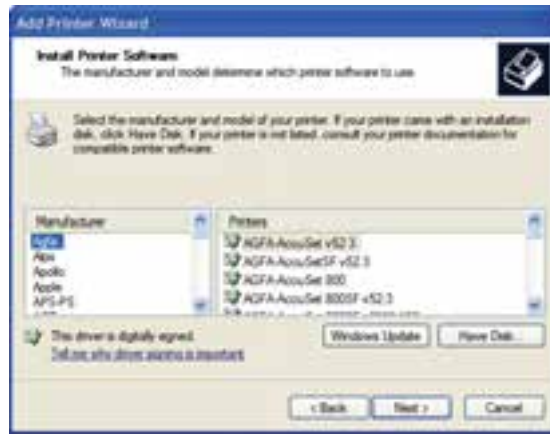 Add Printer Wizard
Install Printer Software
The manufacturer and model determine which printer software to use.
Select the manufacturer and model of your printer. If your printer came with an installation
disk, click Have Disk. If your printer is not listed, consult your printer documentation for
compatible printer software.
Manufacturer
Printers
Agfa
AGFA-AccuSet v52.3
Alps
AGFA-AccuSetSF v52.3
Apollo
AGFA-AccuSet 800
Apple
AGFA-AccuSet 800SF v52.3
APS-PS
This driver is digitally signed.
Windows Update
Have Disk...
Tell me why driver signing is important
< Back
Next >
Cancel